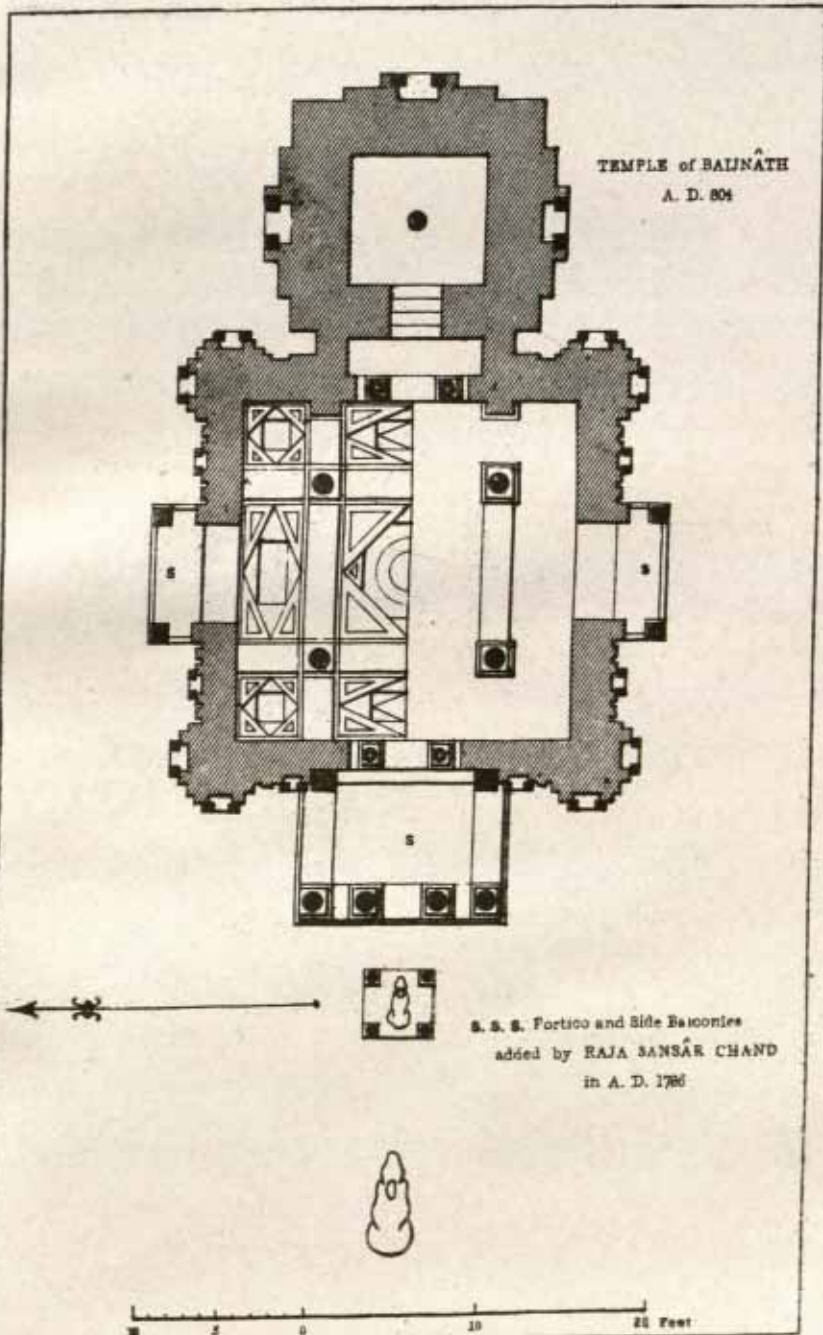 TEMPLE of BAIJNÂTH
A. D. 804
S
S
S
S. S. S. Portico and Side Balconies
added by RAJA SANSÂR CHAND
in A. D. 1786
10 5 0 10 20 Feet